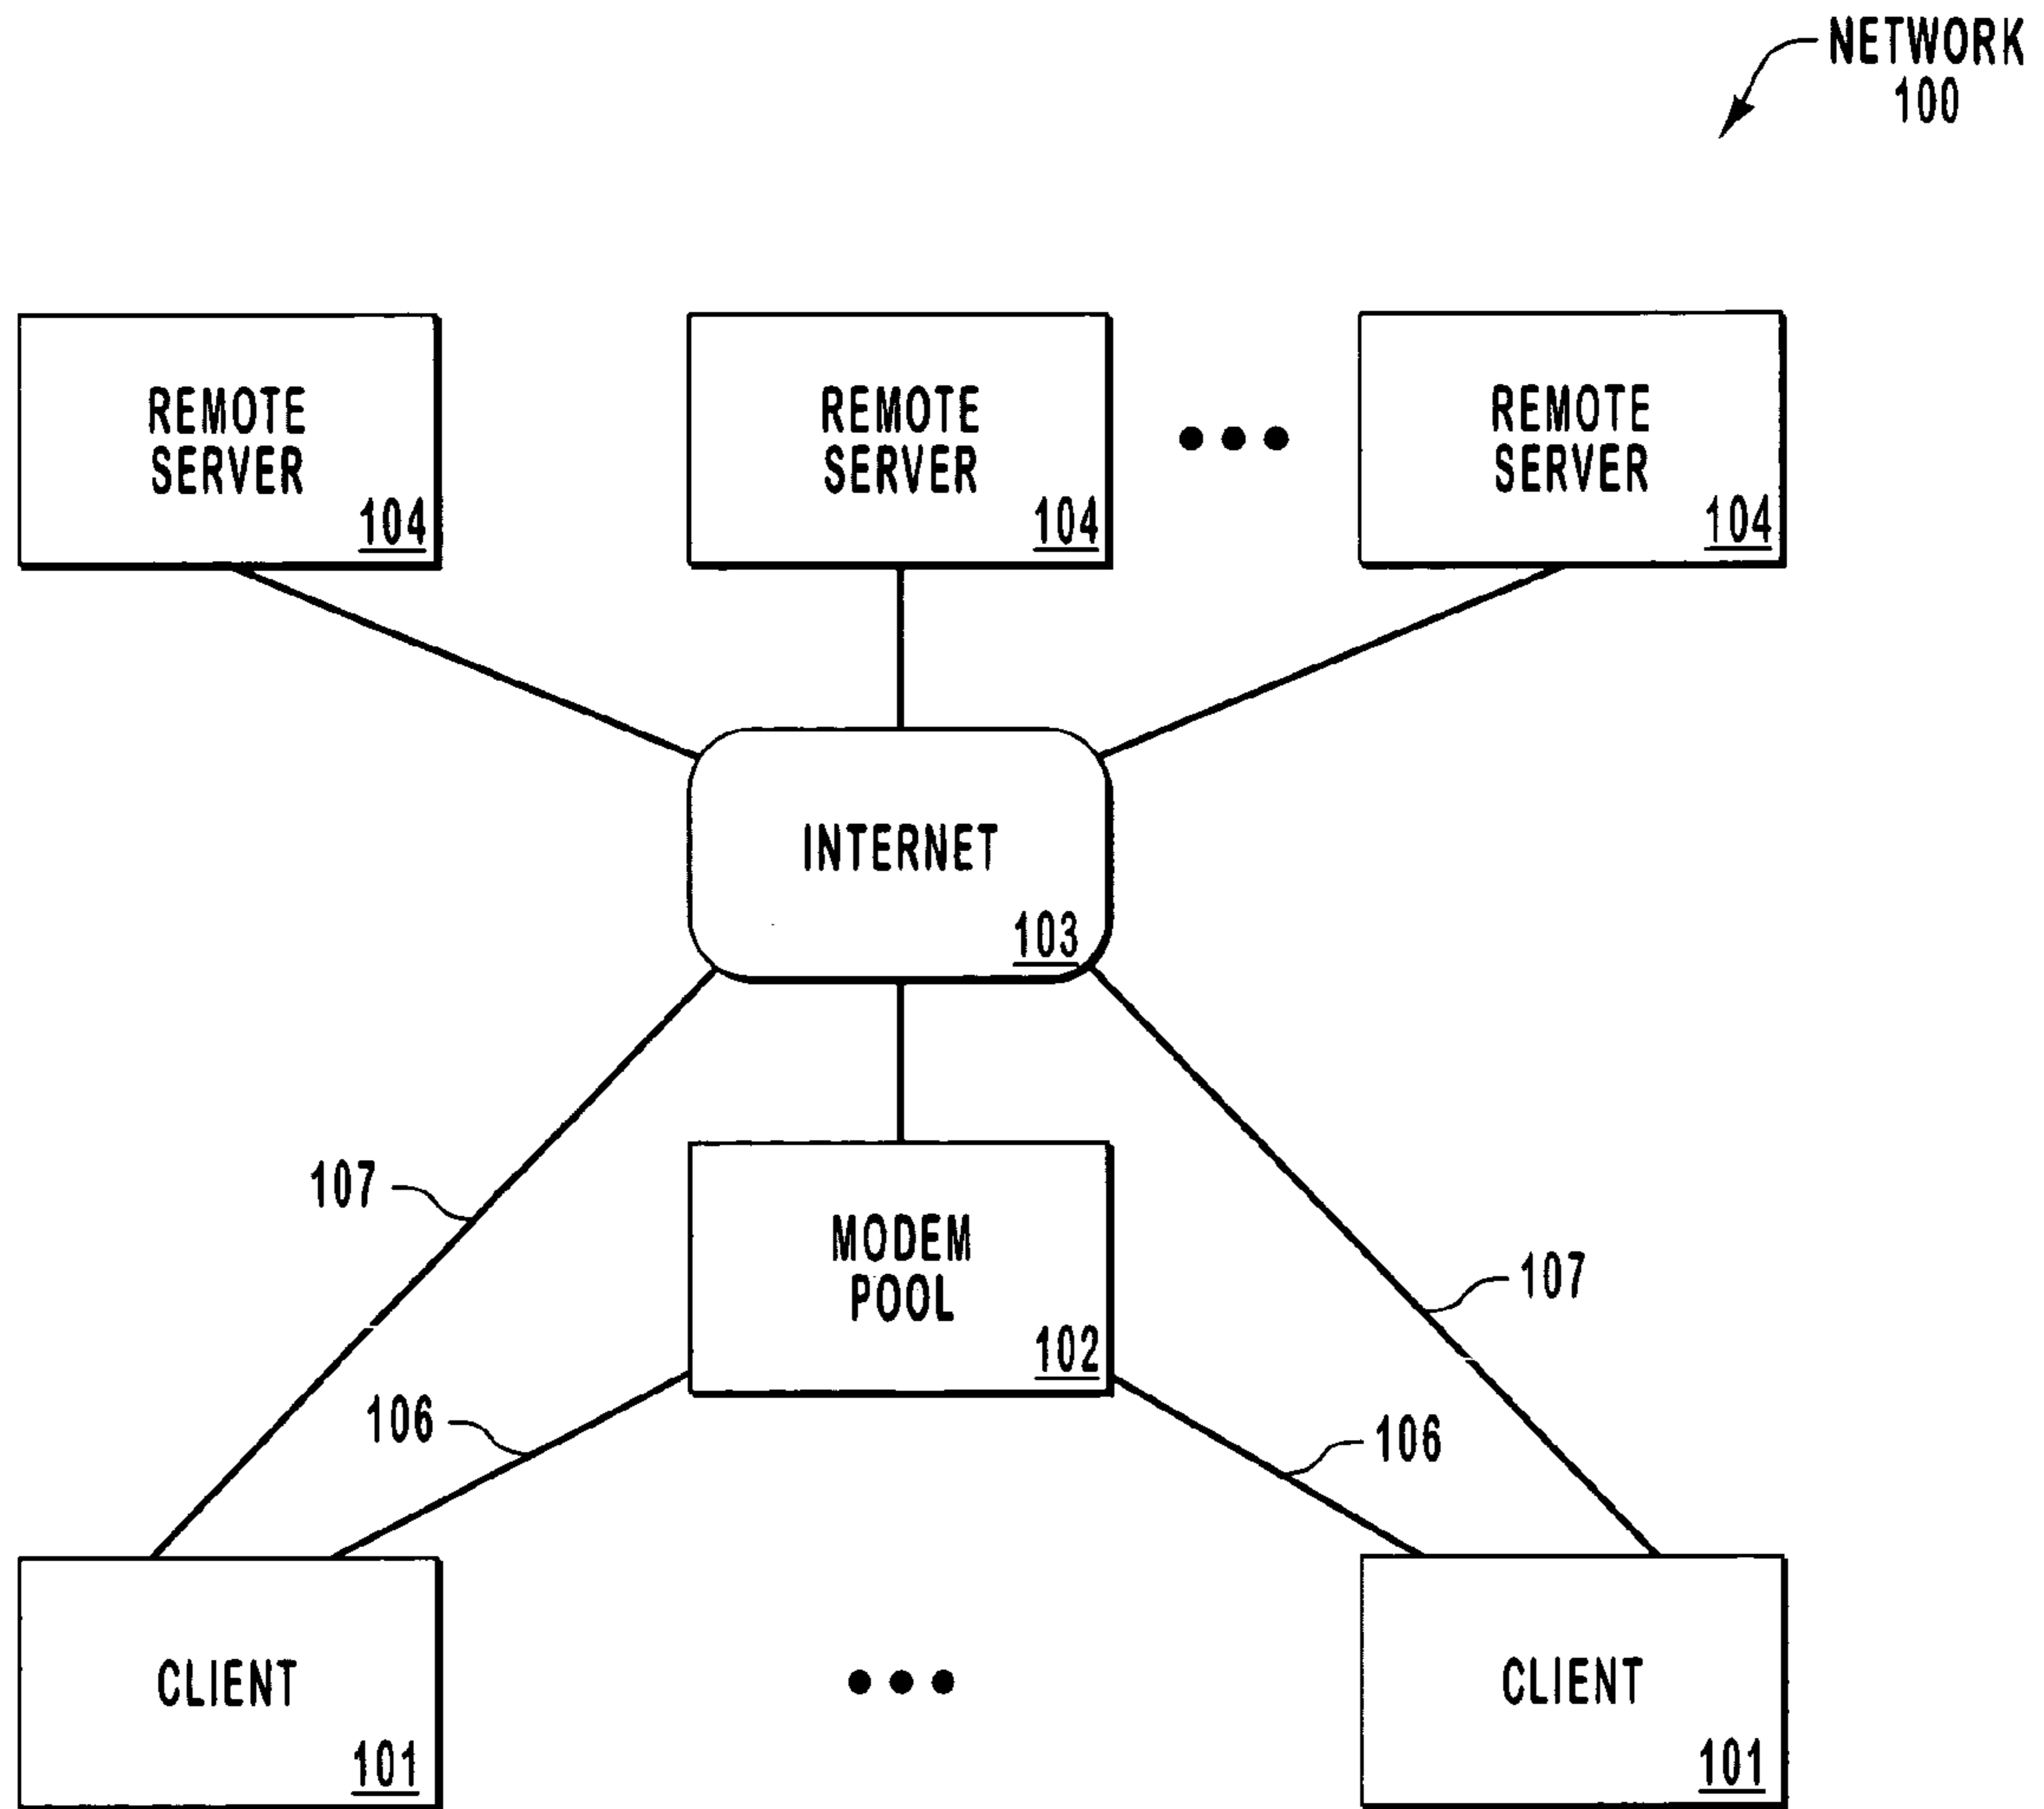 NETWORK
100
REMOTE
SERVER
104
REMOTE
SERVER
104
REMOTE
SERVER
104
INTERNET
103
107
MODEM
POOL
102
107
106
106
CLIENT
101
CLIENT
101